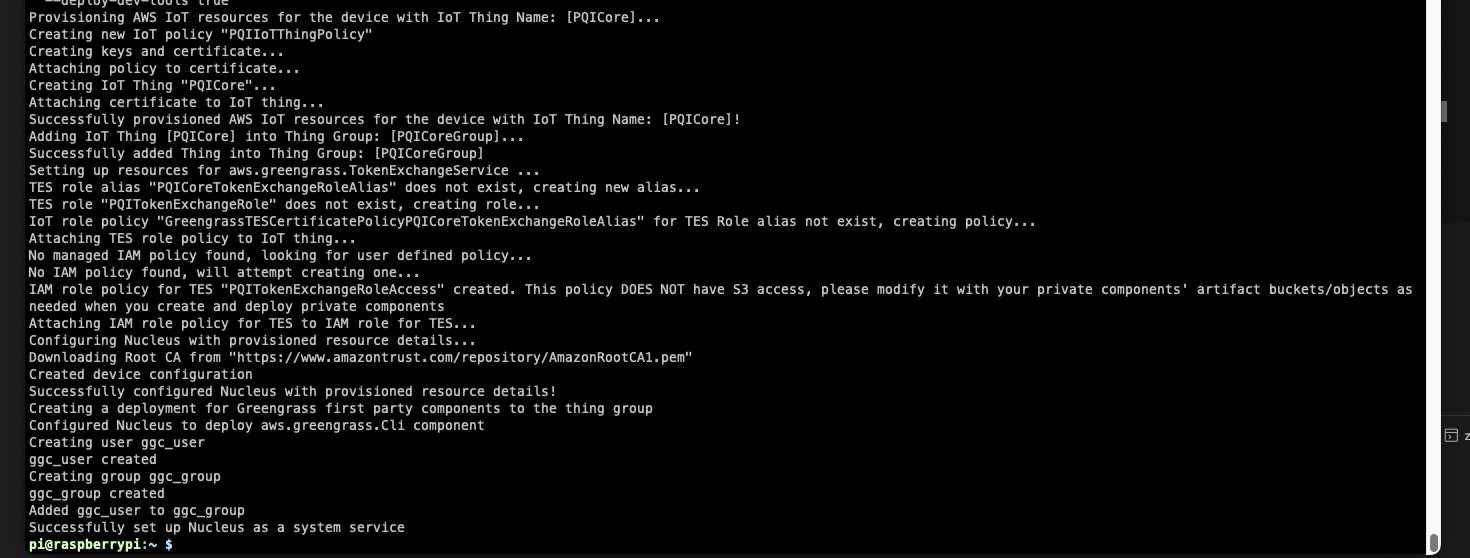 --deploy-dev-tools true
Provisioning AWS IoT resources for the device with IoT Thing Name: [PQICore]...
Creating new IoT policy "PQIIoTThingPolicy"
Creating keys and certificate...
Attaching policy to certificate...
Creating IoT Thing "PQICore"...
Attaching certificate to IoT thing...
Successfully provisioned AWS IoT resources for the device with IoT Thing Name: [PQICore]!
Adding IoT Thing [PQICore] into Thing Group: [PQICoreGroup]...
Successfully added Thing into Thing Group: [PQICoreGroup]
Setting up resources for aws.greengrass.TokenExchangeService ...
TES role alias "PQICoreTokenExchangeRoleAlias" does not exist, creating new alias...
TES role "PQITokenExchangeRole" does not exist, creating role...
IoT role policy "GreengrassTESCertificatePolicyPQICoreTokenExchangeRoleAlias" for TES Role alias not exist, creating policy...
Attaching TES role policy to IoT thing...
No managed IAM policy found, looking for user defined policy...
No IAM policy found, will attempt creating one...
IAM role policy for TES "PQITokenExchangeRoleAccess" created. This policy DOES NOT have S3 access, please modify it with your private components' artifact buckets/objects as
needed when you create and deploy private components
Attaching IAM role policy for TES to IAM role for TES...
Configuring Nucleus with provisioned resource details...
Downloading Root CA from "https://www.amazontrust.com/repository/AmazonRootCA1.pem"
Created device configuration
Successfully configured Nucleus with provisioned resource details!
Creating a deployment for Greengrass first party components to the thing group
Configured Nucleus to deploy aws.greengrass.Cli component
Creating user ggc_user
ggc_user created
Creating group ggc_group
ggc_group created
Added ggc_user to ggc_group
Successfully set up Nucleus as a system service
pi@raspberrypi:~ $
z